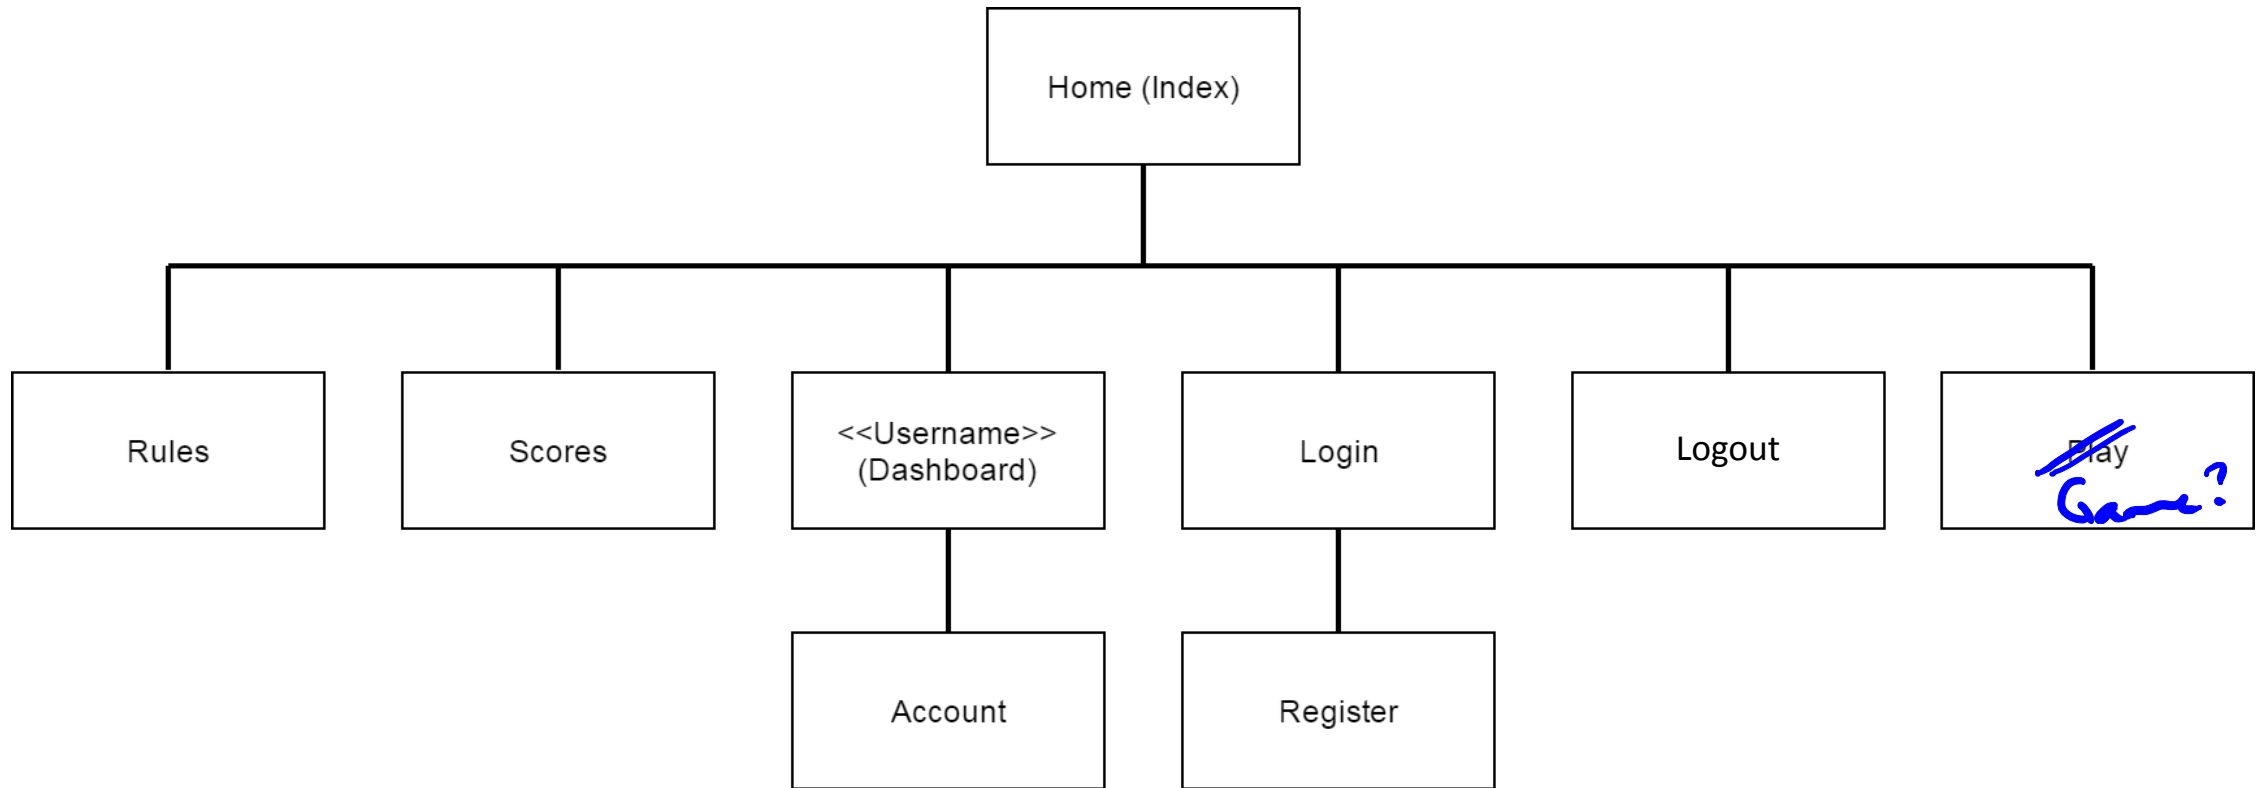 Home (Index)
Rules
Scores
<<Username>>
(Dashboard)
Login
Logout
Play
Game?
Account
Register